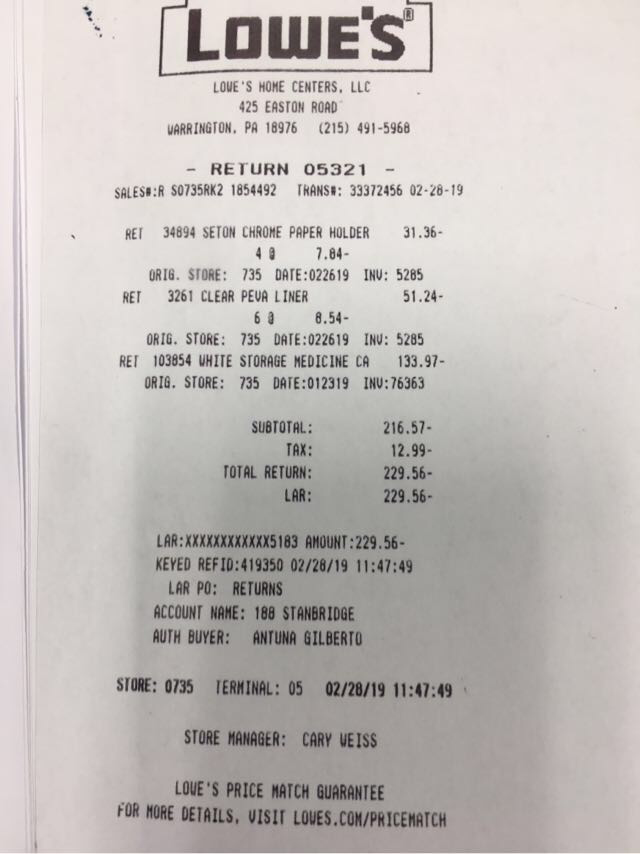 LOWE'S®
LOWE'S HOME CENTERS, LLC
425 EASTON ROAD
WARRINGTON, PA 18976 (215) 491-5968
- RETURN 05321 -
SALES#:R S0735RK2 1854492 TRANS#: 33372456 02-28-19
RET 34894 SETON CHROME PAPER HOLDER 31.36-
4 @ 7.84-
ORIG. STORE: 735 DATE:022619 INV: 5285
RET 3261 CLEAR PEVA LINER 51.24-
6 @ 8.54-
ORIG. STORE: 735 DATE:022619 INV: 5285
RET 103854 WHITE STORAGE MEDICINE CA 133.97-
ORIG. STORE: 735 DATE:012319 INV:76363
SUBTOTAL: 216.57-
TAX: 12.99-
TOTAL RETURN: 229.56-
LAR: 229.56-
LAR:XXXXXXXXXXXX5183 AMOUNT:229.56-
KEYED REFID:419350 02/28/19 11:47:49
LAR PO: RETURNS
ACCOUNT NAME: 188 STANBRIDGE
AUTH BUYER: ANTUNA GILBERTO
STORE: 0735 TERMINAL: 05 02/28/19 11:47:49
STORE MANAGER: CARY WEISS
LOWE'S PRICE MATCH GUARANTEE
FOR MORE DETAILS, VISIT LOWES.COM/PRICEMATCH